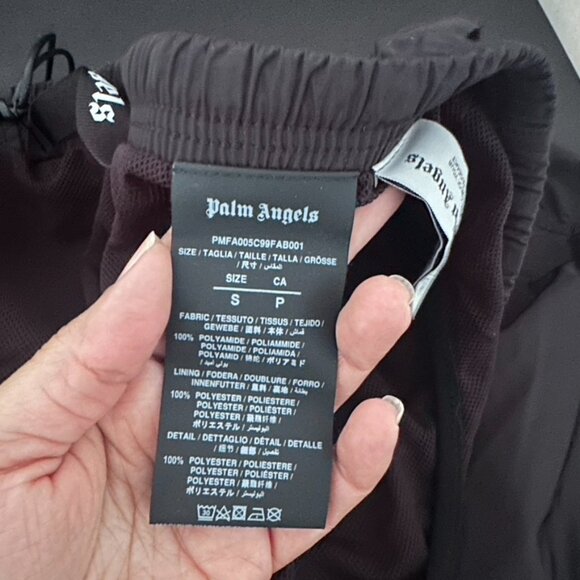 gels
Palm Angels
m Angels
PMFA005C99FAB001
SIZE / TAGLIA / TAILLE / TALLA / GRÖSSE
/ 尺寸 / المقاس
SIZE CA
S P
FABRIC / TESSUTO / TISSUS / TEJIDO /
GEWEBE / 面料 / 本体 / قماش
100% POLYAMIDE / POLIAMMIDE /
POLYAMIDE / POLIAMIDA /
POLYAMID / 锦纶 / ポリアミド
/ بولي أميد
LINING / FODERA / DOUBLURE / FORRO /
INNENFUTTER / 里料 / 裏地 / بطانة
100% POLYESTER / POLIESTERE /
POLYESTER / POLIÉSTER /
POLYESTER / 聚酯纤维 /
ポリエステル / البوليستر
DETAIL / DETTAGLIO / DÉTAIL / DETALLE
/ 细节 / 細部 / تفصيل
100% POLYESTER / POLIESTERE /
POLYESTER / POLIÉSTER /
POLYESTER / 聚酯纤维 /
ポリエステル / البوليستر
30